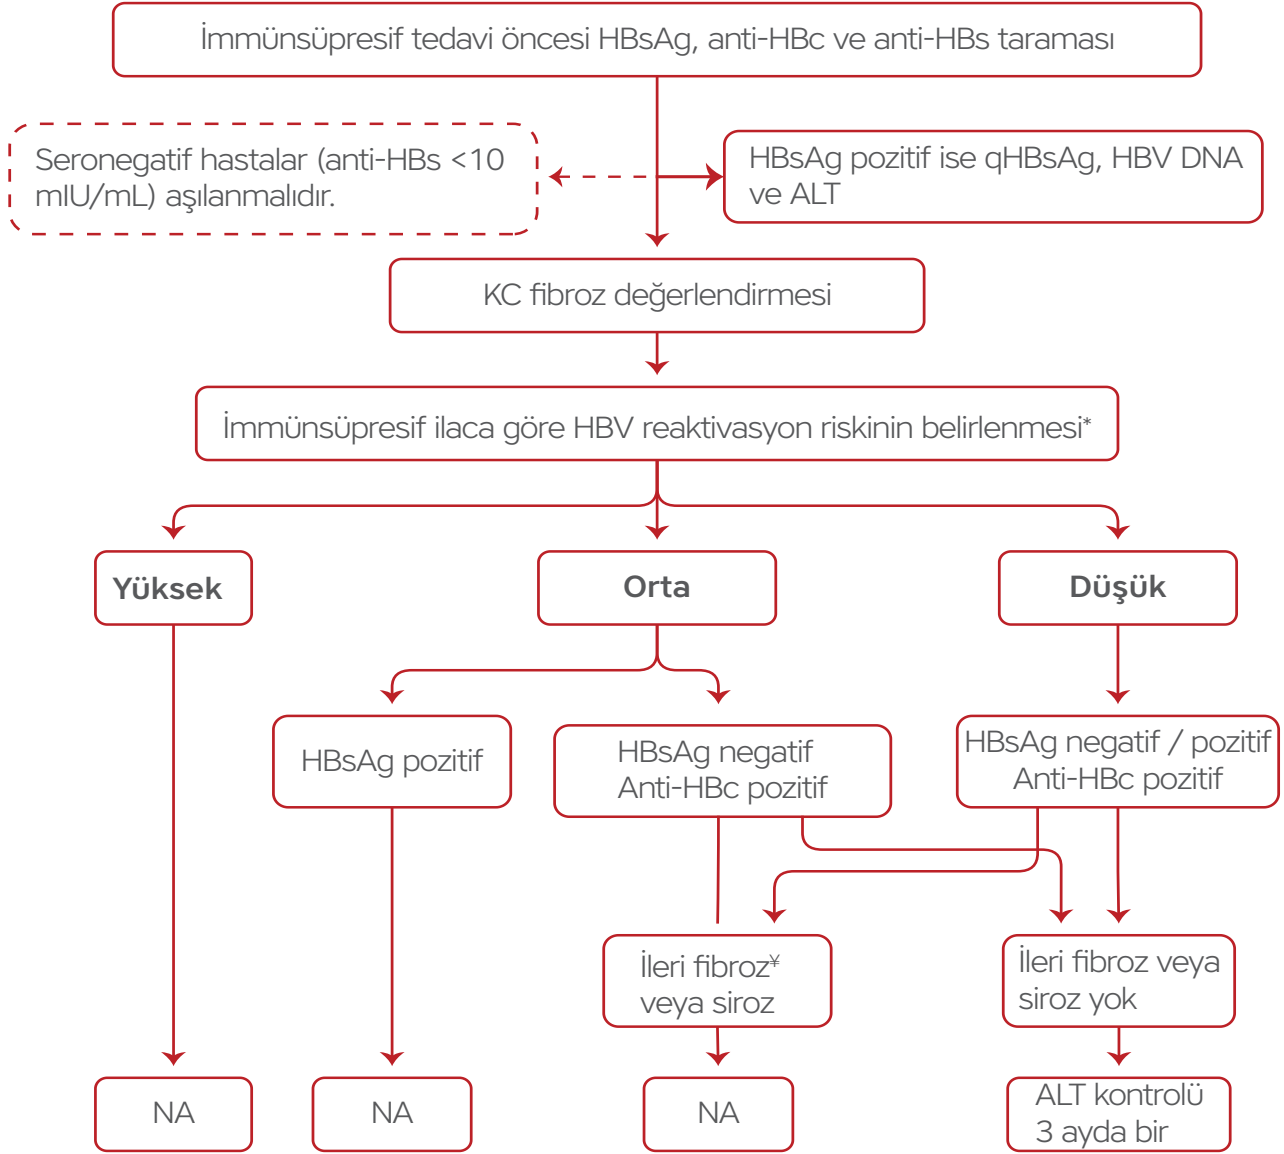 İmmünsüpresif tedavi öncesi HBsAg, anti-HBc ve anti-HBs taraması
Seronegatif hastalar (anti-HBs <10
mIU/mL) aşılanmalıdır.
HBsAg pozitif ise qHBsAg, HBV DNA
ve ALT
KC fibroz değerlendirmesi
İmmünsüpresif ilaca göre HBV reaktivasyon riskinin belirlenmesi*
Yüksek
Orta
Düşük
HBsAg pozitif
HBsAg negatif
Anti-HBc pozitif
HBsAg negatif / pozitif
Anti-HBc pozitif
İleri fibroz¥
veya siroz
İleri fibroz veya
siroz yok
NA
NA
NA
ALT kontrolü
3 ayda bir